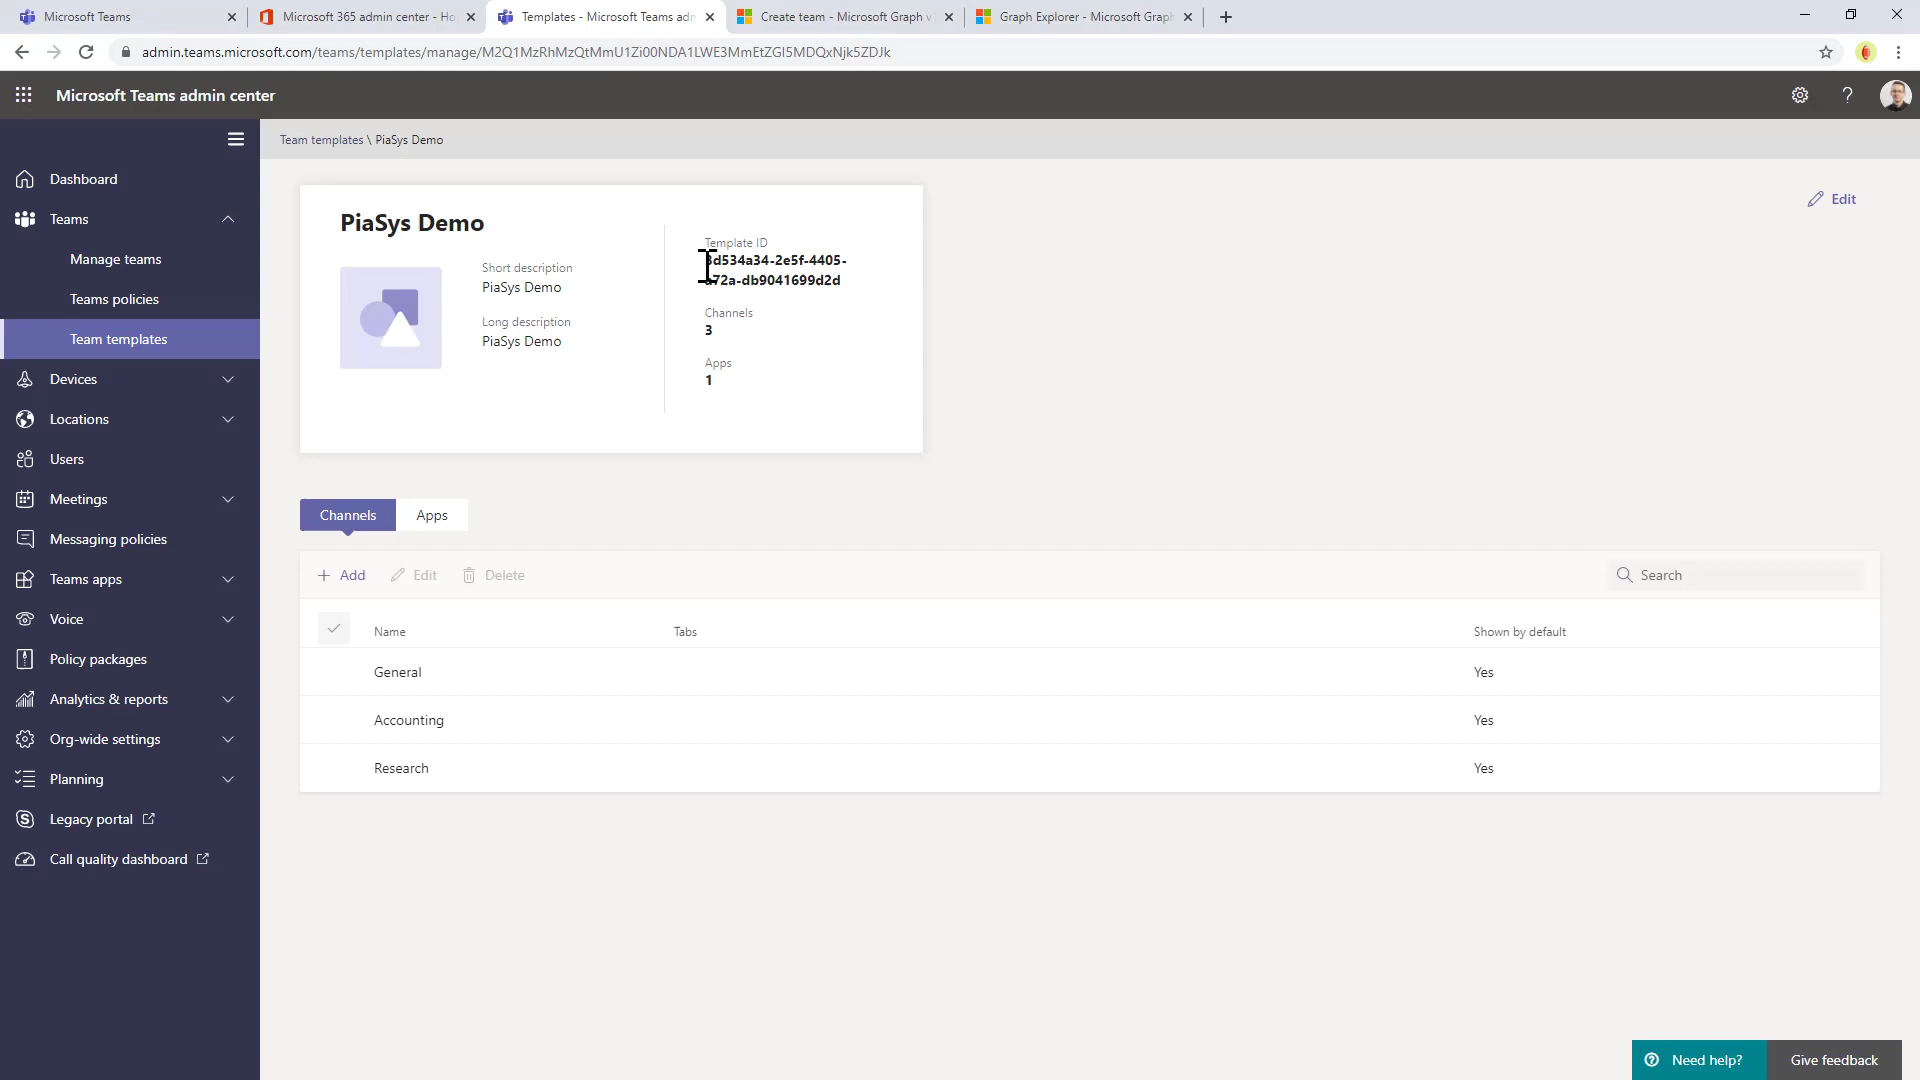 Microsoft Teams
Microsoft 365 admin center - Ho
Templates - Microsoft Teams adm
Create team - Microsoft Graph v
Graph Explorer - Microsoft Graph
admin.teams.microsoft.com/teams/templates/manage/M2Q1MzRhMzQtMmU1Zi00NDA1LWE3MmEtZGI5MDQxNjk5ZDJk
Microsoft Teams admin center
Team templates \ PiaSys Demo
Dashboard
Teams
Manage teams
Teams policies
Team templates
Devices
Locations
Users
Meetings
Messaging policies
Teams apps
Voice
Policy packages
Analytics & reports
Org-wide settings
Planning
Legacy portal
Call quality dashboard
Edit
PiaSys Demo
Short description
PiaSys Demo
Long description
PiaSys Demo
Template ID
3d534a34-2e5f-4405-
a72a-db9041699d2d
Channels
3
Apps
1
Channels Apps
Add Edit Delete Search
Name Tabs Shown by default
General Yes
Accounting Yes
Research Yes
Need help? Give feedback